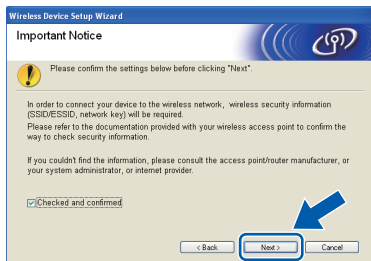 Wireless Device Setup Wizard
Important Notice
Please confirm the settings below before clicking "Next".
In order to connect your device to the wireless network, wireless security information
(SSID/ESSID, network key) will be required.
Please refer to the documentation provided with your wireless access point to confirm the
way to check security information.
If you couldn't find the information, please consult the access point/router manufacturer, or
your system administrator, or internet provider.
Checked and confirmed
< Back
Next >
Cancel